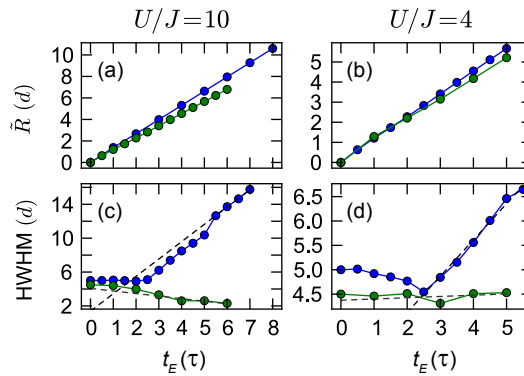 U/J=10
U/J=4
R̃ (d)
10
8
6
4
2
0
(a)
5
4
3
2
1
0
(b)
HWHM (d)
18
14
10
6
2
(c)
0 1 2 3 4 5 6 7 8
t_E(τ)
6.5
6.0
5.5
5.0
4.5
(d)
0 1 2 3 4 5
t_E(τ)